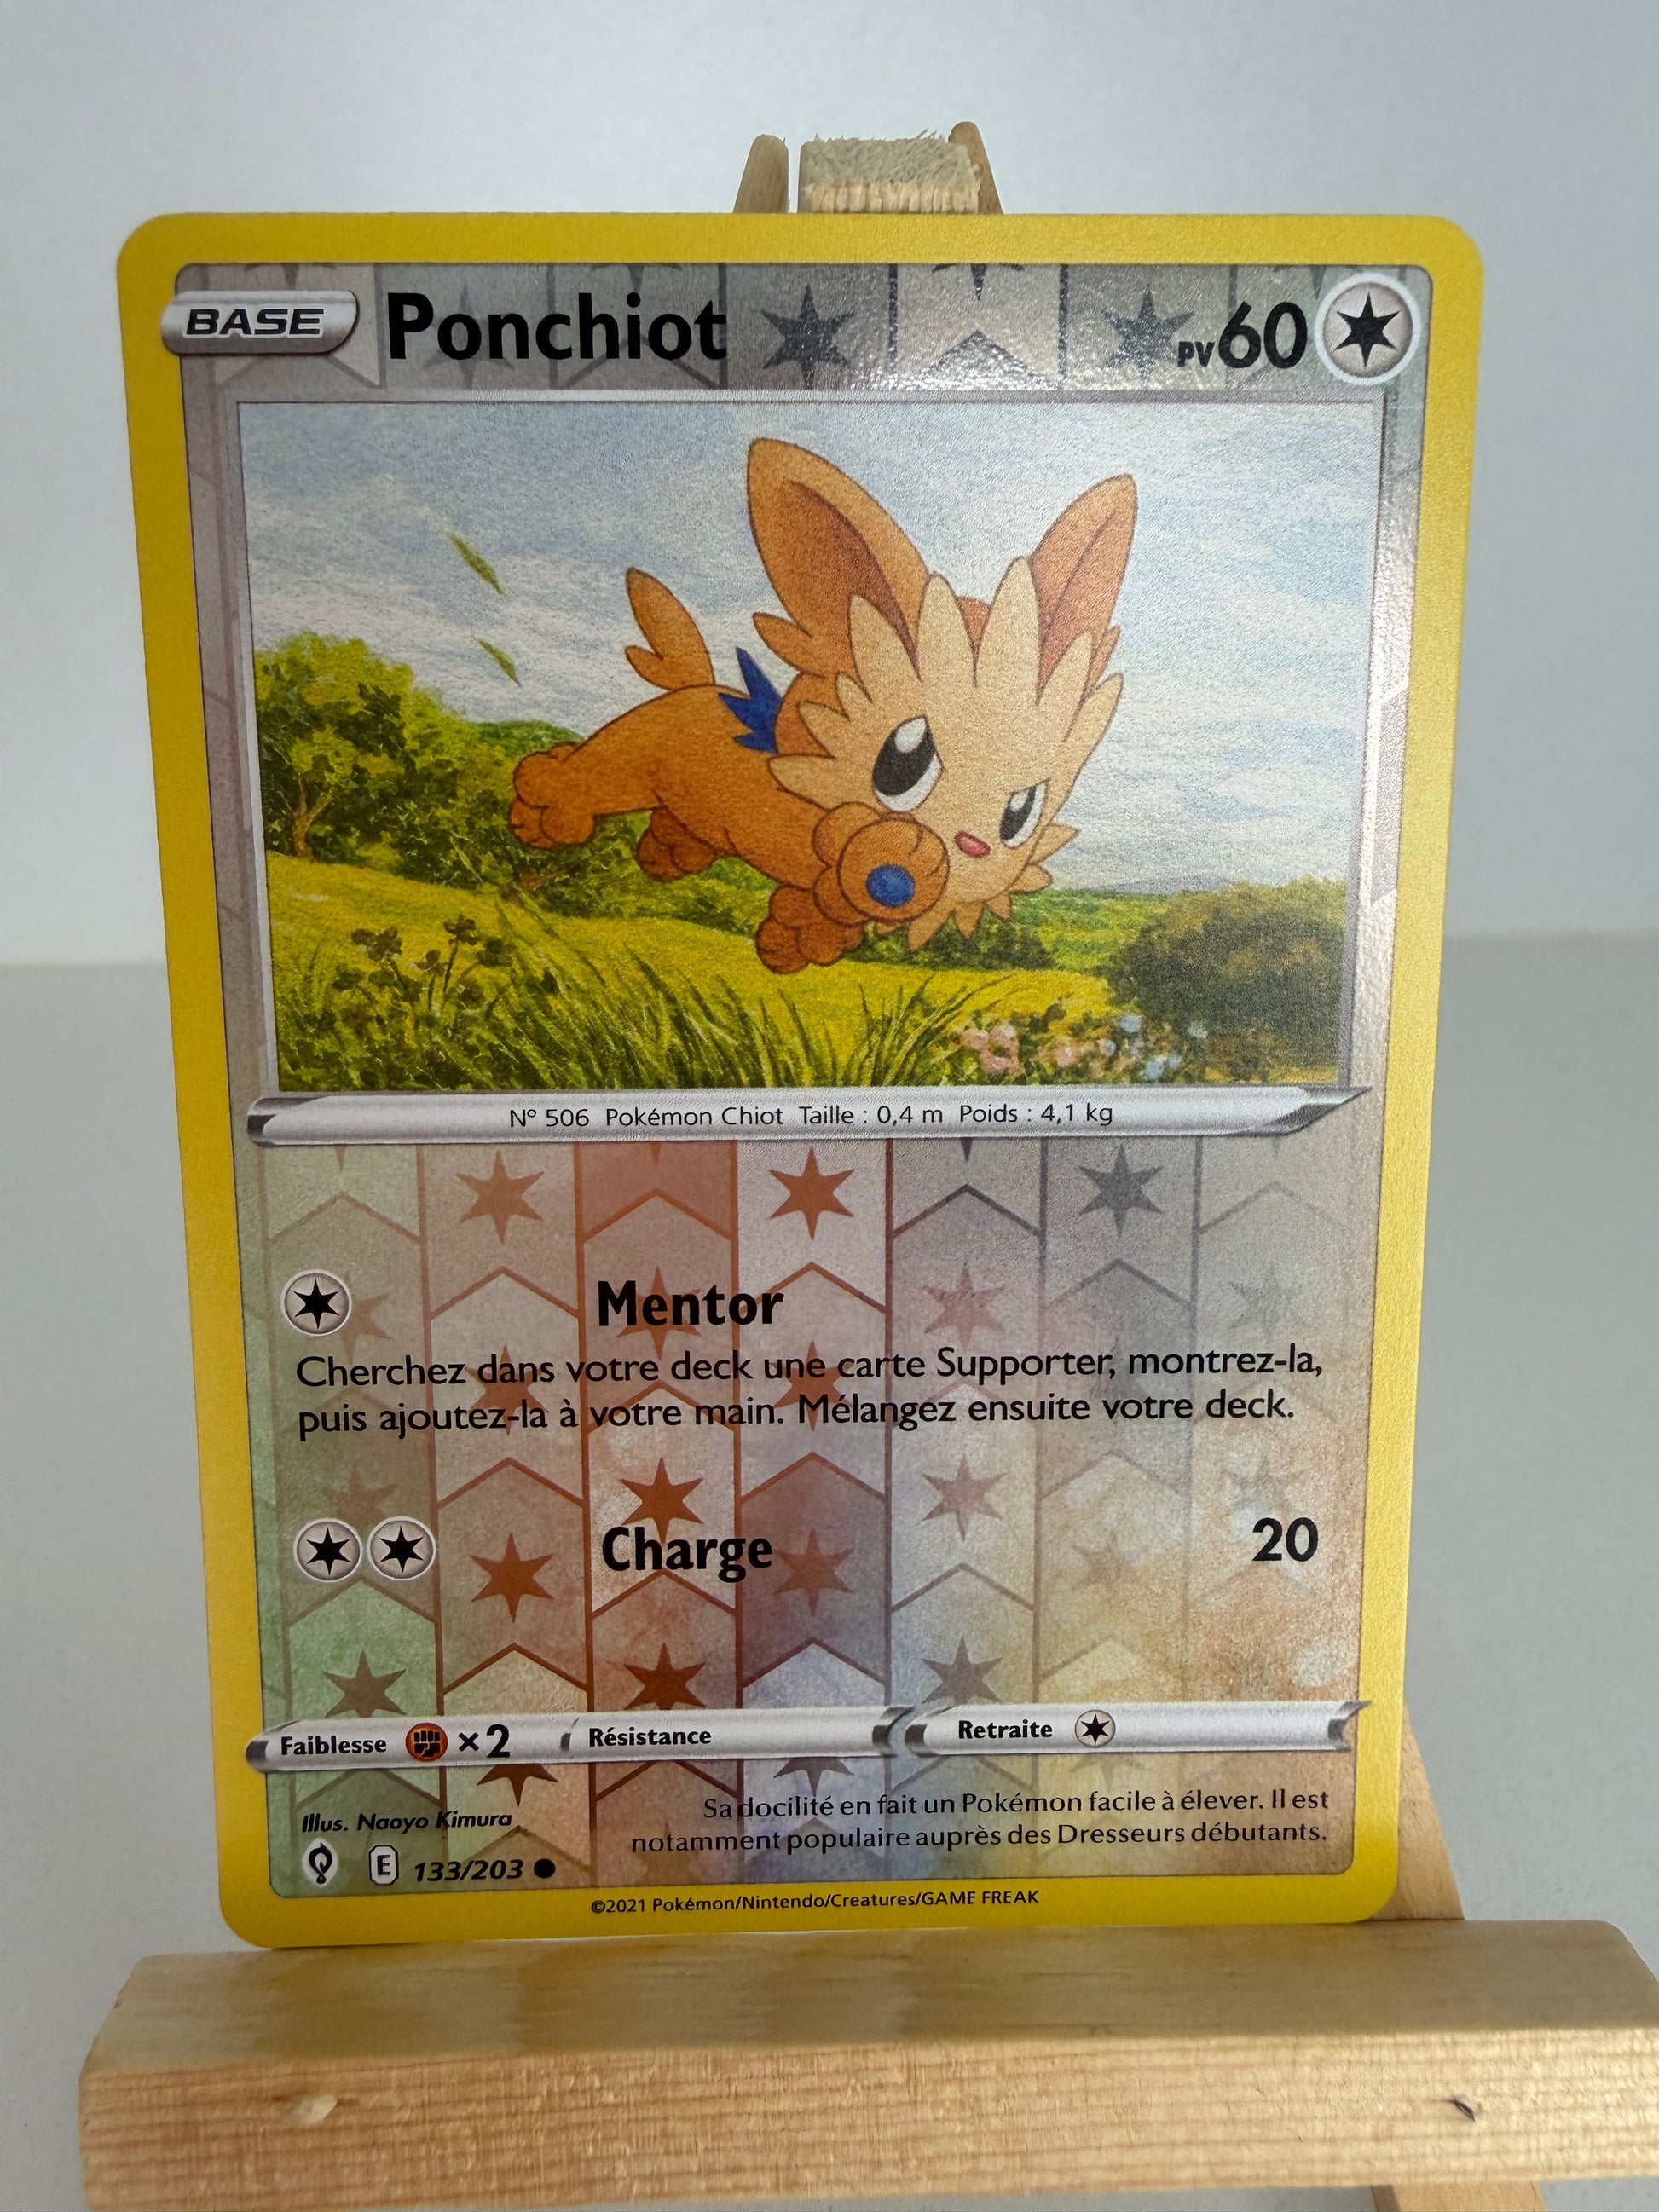 BASE Ponchiot PV60
N° 506 Pokémon Chiot Taille : 0,4 m Poids : 4,1 kg
Mentor
Cherchez dans votre deck une carte Supporter, montrez-la,
puis ajoutez-la à votre main. Mélangez ensuite votre deck.
Charge 20
Faiblesse ×2 Résistance Retraite
Illus. Naoyo Kimura
Sa docilité en fait un Pokémon facile à élever. Il est
notamment populaire auprès des Dresseurs débutants.
E 133/203
©2021 Pokémon/Nintendo/Creatures/GAME FREAK